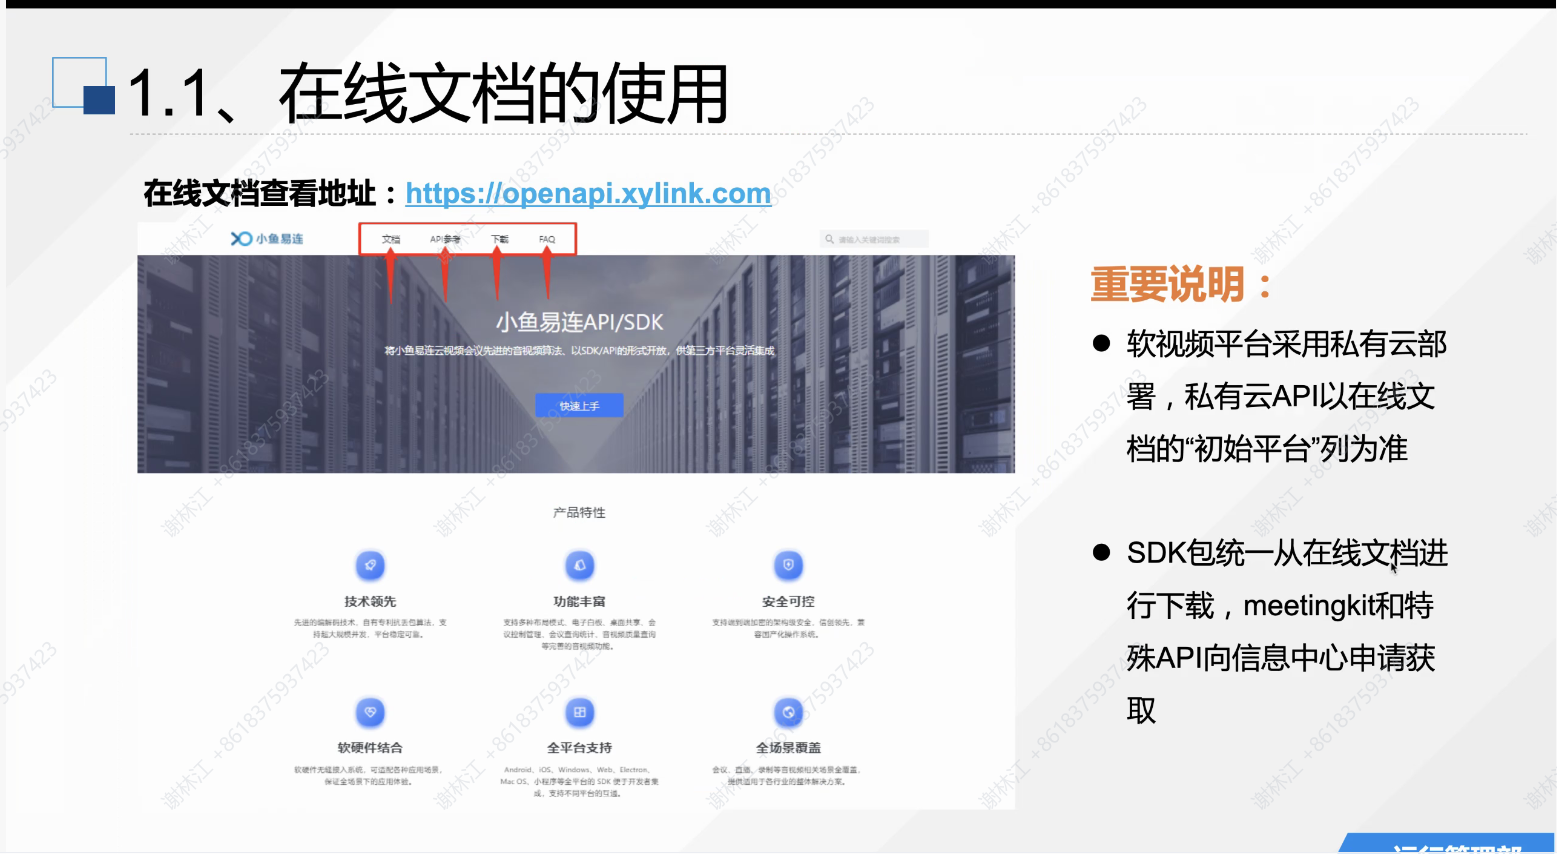 1.1、在线文档的使用
在线文档查看地址：https://openapi.xylink.com
小鱼易连
文档 API参考 下载 FAQ
请输入关键词搜索
小鱼易连API/SDK
将小鱼易连云视频会议先进的音视频算法，以SDK/API的形式开放，供第三方平台灵活集成
快速上手
产品特性
技术领先
先进的编解码技术，自有专利抗丢包算法，支
持超大规模并发，平台稳定可靠。
功能丰富
支持多种布局模式、电子白板、桌面共享、会
议控制管理、会议查询统计、音视频质量查询
等完善的音视频功能。
安全可控
支持端到端加密的架构级安全，信创领先，兼
容国产化操作系统。
软硬件结合
软硬件无缝接入系统，可适配各种应用场景，
保证全场景下的应用体验。
全平台支持
Android、iOS、Windows、Web、Electron、
Mac OS、小程序等全平台的 SDK 便于开发者集
成，支持不同平台的互通。
全场景覆盖
会议、直播、录制等音视频相关场景全覆盖，
提供适用于各行业的整体解决方案。
重要说明：
● 软视频平台采用私有云部
署，私有云API以在线文
档的“初始平台”列为准
● SDK包统一从在线文档进
行下载，meetingkit和特
殊API向信息中心申请获
取
运行管理部
谢林江 +8618375937423